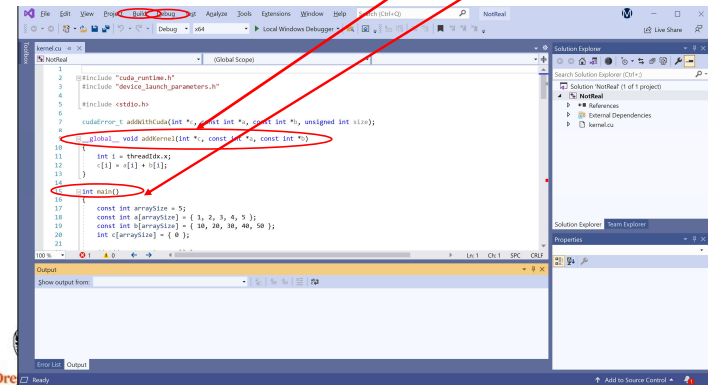 File Edit View Project Build Debug Test Analyze Tools Extensions Window Help Search (Ctrl+Q) NotReal M
Debug x64 Local Windows Debugger Live Share
Toolbox
kernel.cu
NotReal (Global Scope)
1
2 #include "cuda_runtime.h"
3 #include "device_launch_parameters.h"
4
5 #include <stdio.h>
6
7 cudaError_t addWithCuda(int *c, const int *a, const int *b, unsigned int size);
8
9 __global__ void addKernel(int *c, const int *a, const int *b)
10 {
11 int i = threadIdx.x;
12 c[i] = a[i] + b[i];
13 }
14
15 int main()
16 {
17 const int arraySize = 5;
18 const int a[arraySize] = { 1, 2, 3, 4, 5 };
19 const int b[arraySize] = { 10, 20, 30, 40, 50 };
20 int c[arraySize] = { 0 };
21
100 % 1 0 Ln: 1 Ch: 1 SPC CRLF
Output
Show output from:
Error List Output
Solution Explorer
Search Solution Explorer (Ctrl+;)
Solution 'NotReal' (1 of 1 project)
NotReal
References
External Dependencies
kernel.cu
Solution Explorer Team Explorer
Properties
Ore
Ready Add to Source Control